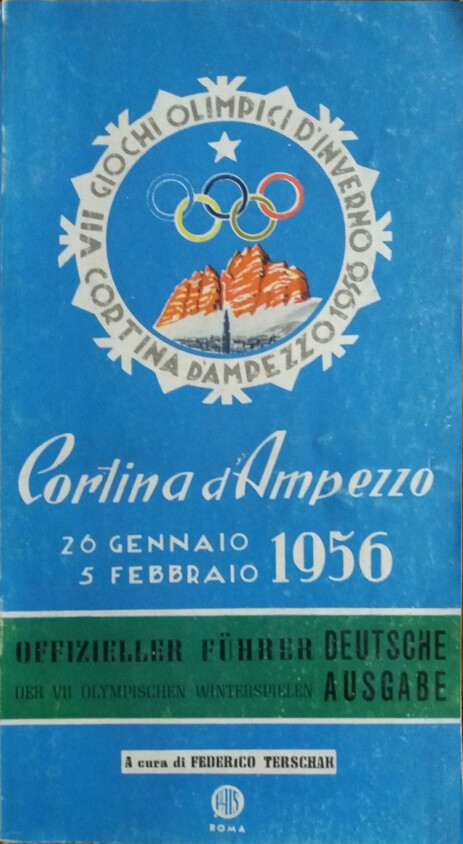 VII GIOCHI OLIMPICI D'INVERNO
CORTINA D'AMPEZZO 1956
Cortina d'Ampezzo
26 GENNAIO
5 FEBBRAIO 1956
OFFIZIELLER FÜHRER DEUTSCHE
DER VII OLYMPISCHEN WINTERSPIELEN AUSGABE
A cura di FEDERICO TERSCHAK
ROMA